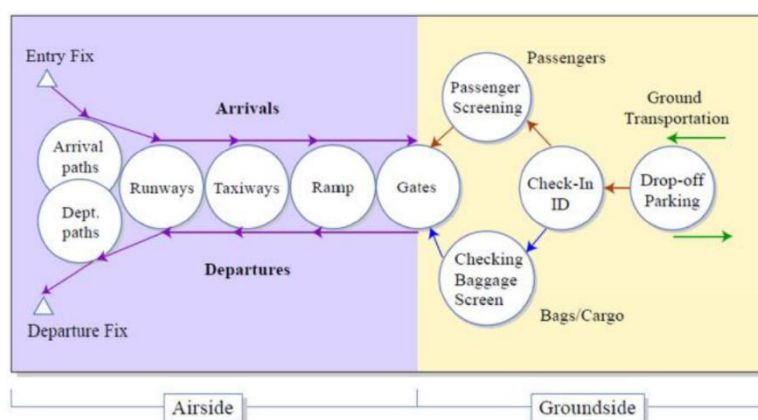 Entry Fix
Arrivals
Arrival
paths
Dept.
paths
Runways
Taxiways
Ramp
Gates
Departures
Departure Fix
Passengers
Passenger
Screening
Ground
Transportation
Check-In
ID
Drop-off
Parking
Checking
Baggage
Screen
Bags/Cargo
Airside
Groundside